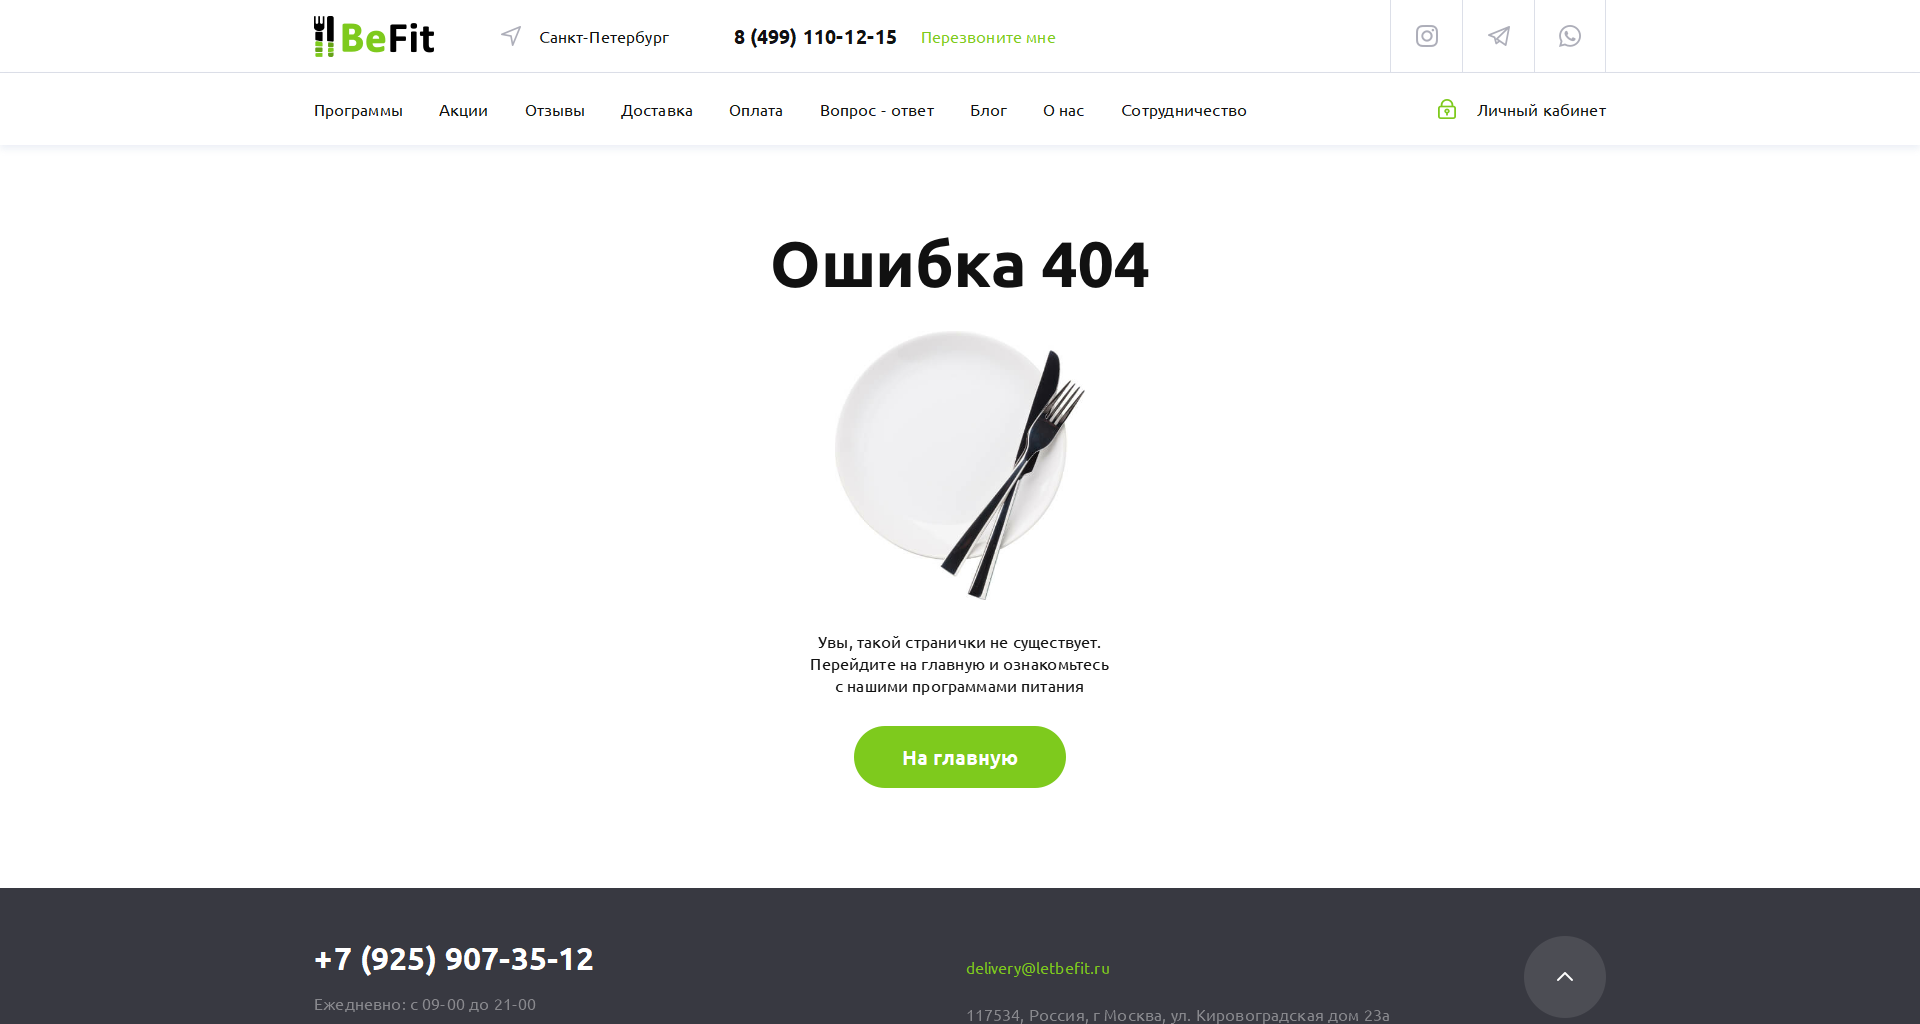 BeFit
Санкт-Петербург
8 (499) 110-12-15
Перезвоните мне
Программы
Акции
Отзывы
Доставка
Оплата
Вопрос - ответ
Блог
О нас
Сотрудничество
Личный кабинет
Ошибка 404
Увы, такой странички не существует.
Перейдите на главную и ознакомьтесь
с нашими программами питания
На главную
+7 (925) 907-35-12
Ежедневно: с 09-00 до 21-00
delivery@letbefit.ru
117534, Россия, г Москва, ул. Кировоградская дом 23а